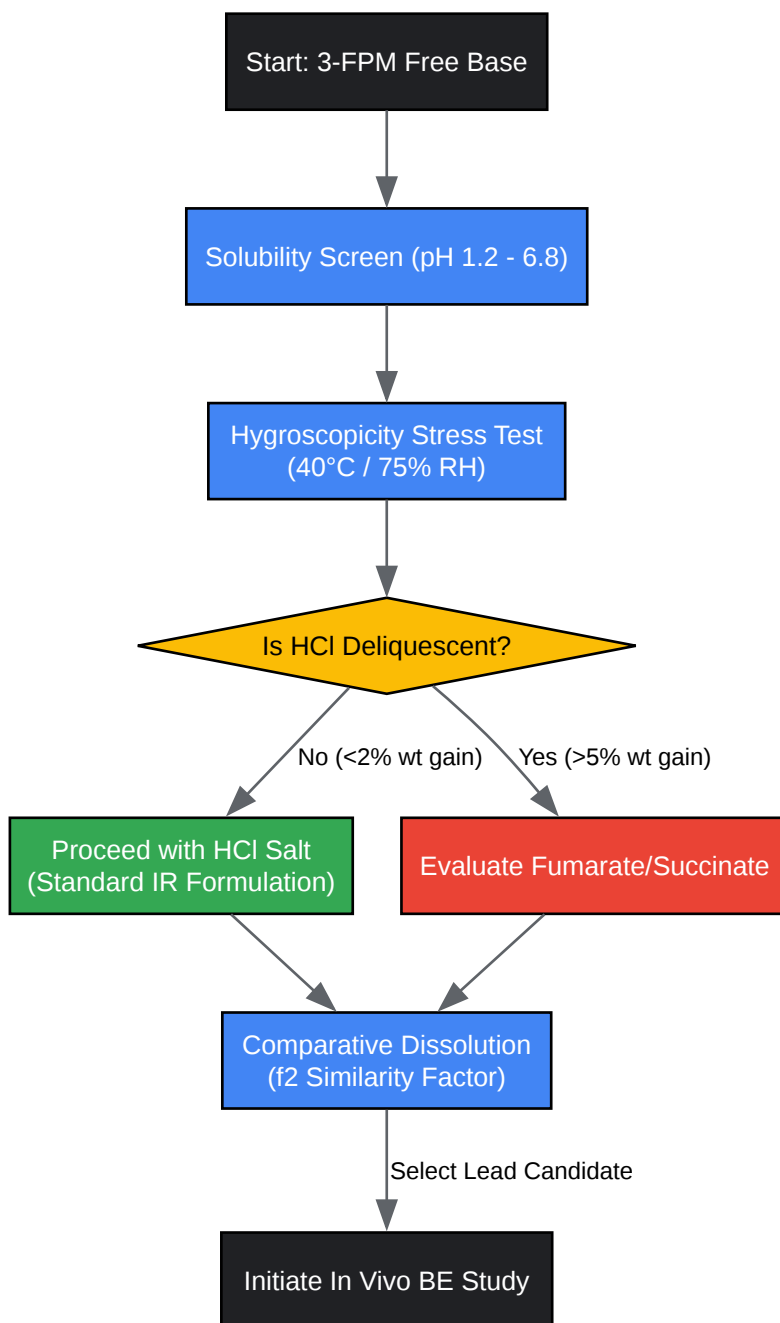 Start: 3-FPM Free Base
Solubility Screen (pH 1.2 - 6.8)
Hygroscopicity Stress Test
(40°C / 75% RH)
Is HCl Deliquescent?
No (<2% wt gain)
Yes (>5% wt gain)
Proceed with HCl Salt
(Standard IR Formulation)
Evaluate Fumarate/Succinate
Comparative Dissolution
(f2 Similarity Factor)
Select Lead Candidate
Initiate In Vivo BE Study